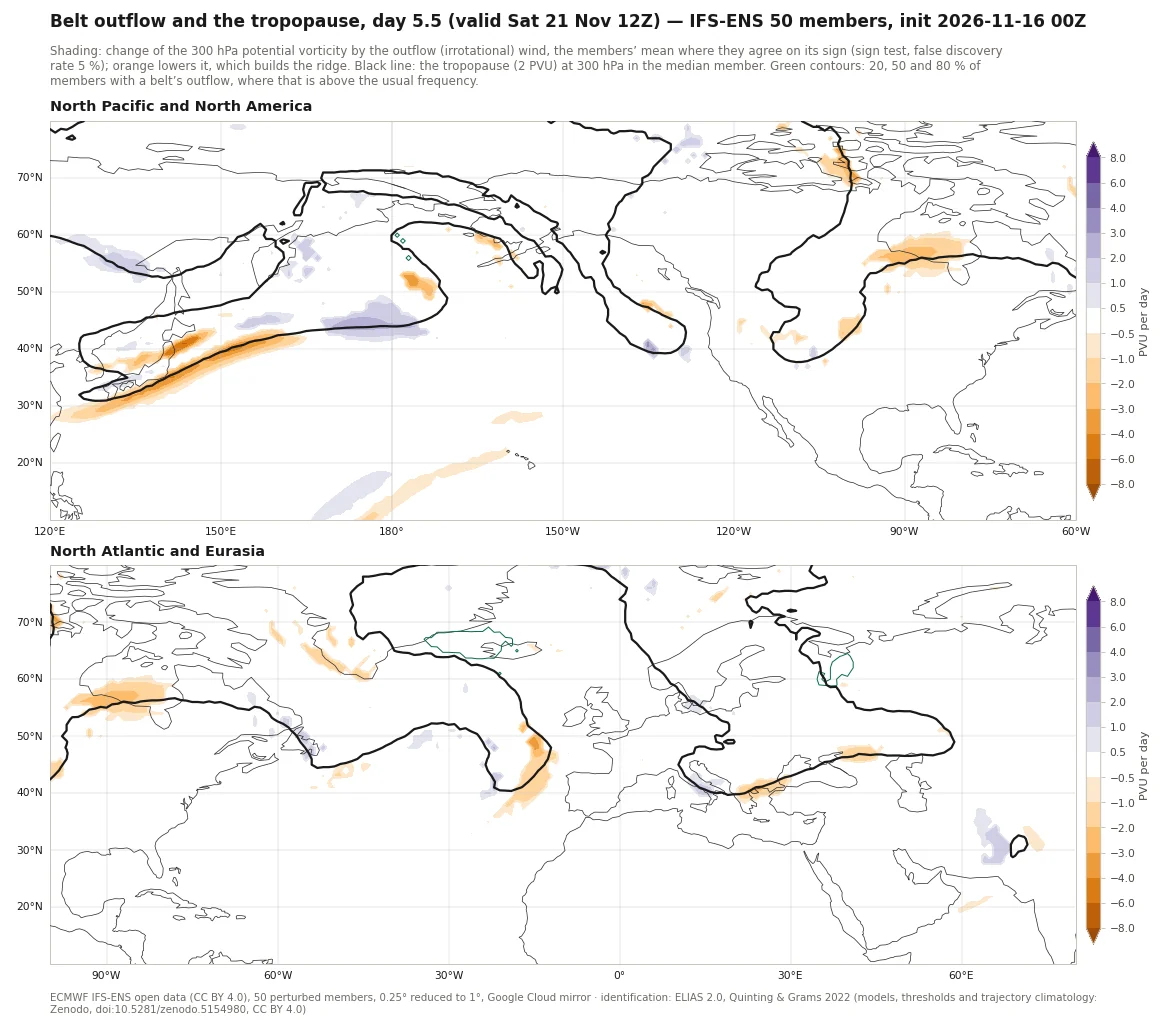 Belt outflow and the tropopause, day 5.5 (valid Sat 21 Nov 12Z) — IFS-ENS 50 members, init 2026-11-16 00Z
Shading: change of the 300 hPa potential vorticity by the outflow (irrotational) wind, the members’ mean where they agree on its sign (sign test, false discovery
rate 5 %); orange lowers it, which builds the ridge. Black line: the tropopause (2 PVU) at 300 hPa in the median member. Green contours: 20, 50 and 80 % of
members with a belt’s outflow, where that is above the usual frequency.
North Pacific and North America
70°N
60°N
50°N
40°N
30°N
20°N
120°E 150°E 180° 150°W 120°W 90°W 60°W
8.0
6.0
4.0
3.0
2.0
1.0
0.5
−0.5
−1.0
−2.0
−3.0
−4.0
−6.0
−8.0
PVU per day
North Atlantic and Eurasia
70°N
60°N
50°N
40°N
30°N
20°N
90°W 60°W 30°W 0° 30°E 60°E
8.0
6.0
4.0
3.0
2.0
1.0
0.5
−0.5
−1.0
−2.0
−3.0
−4.0
−6.0
−8.0
PVU per day
ECMWF IFS-ENS open data (CC BY 4.0), 50 perturbed members, 0.25° reduced to 1°, Google Cloud mirror · identification: ELIAS 2.0, Quinting & Grams 2022 (models, thresholds and trajectory climatology:
Zenodo, doi:10.5281/zenodo.5154980, CC BY 4.0)